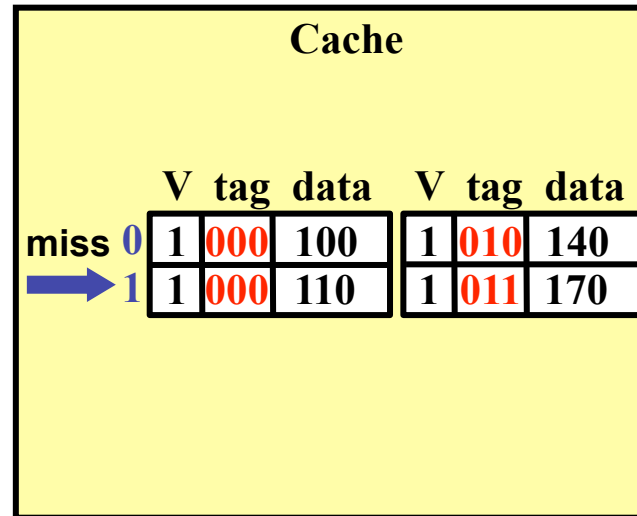 Cache
V tag data V tag data
miss 0 1 000 100 1 010 140
1 1 000 110 1 011 170